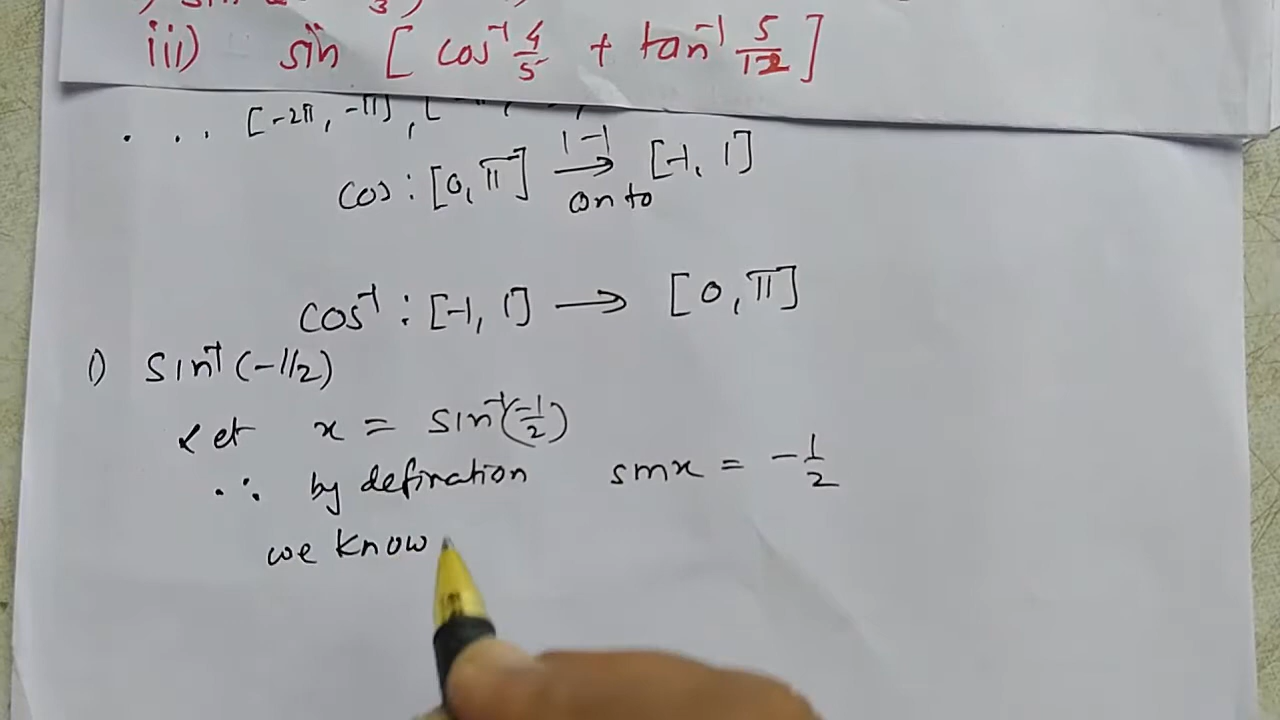 iii) sin [ cos⁻¹ 4/5 + tan⁻¹ 5/12 ]
. . . [-2π, -π], [
cos : [0, π] 1-1 → onto [-1, 1]
cos⁻¹ : [-1, 1] → [0, π]
1) sin⁻¹ (-1/2)
Let x = sin⁻¹(-1/2)
∴ by defination sinx = -1/2
we know